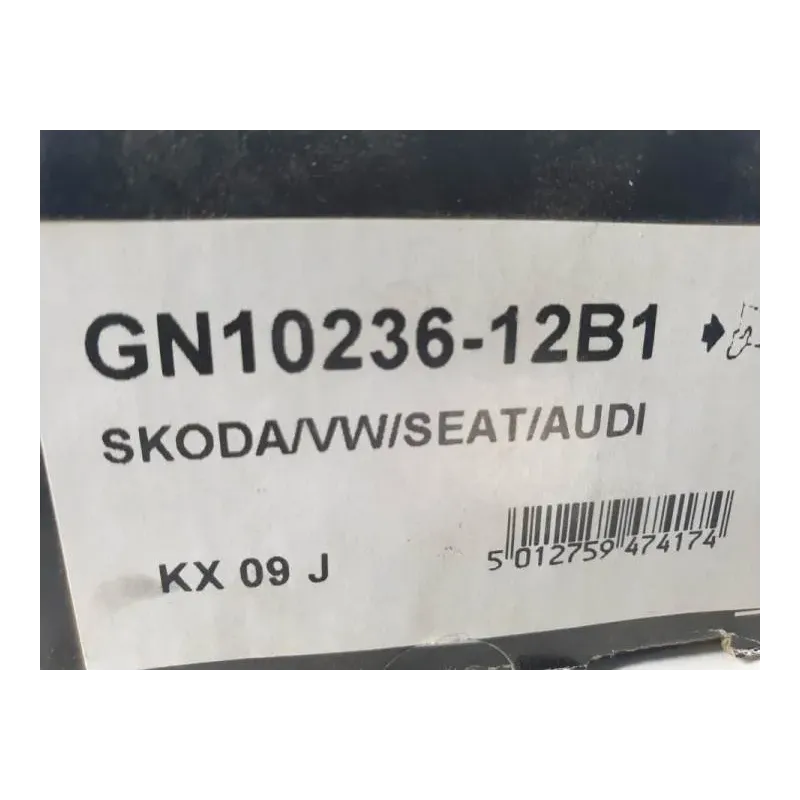 GN10236-12B1
SKODA/VW/SEAT/AUDI
KX 09 J
5 012759 474174